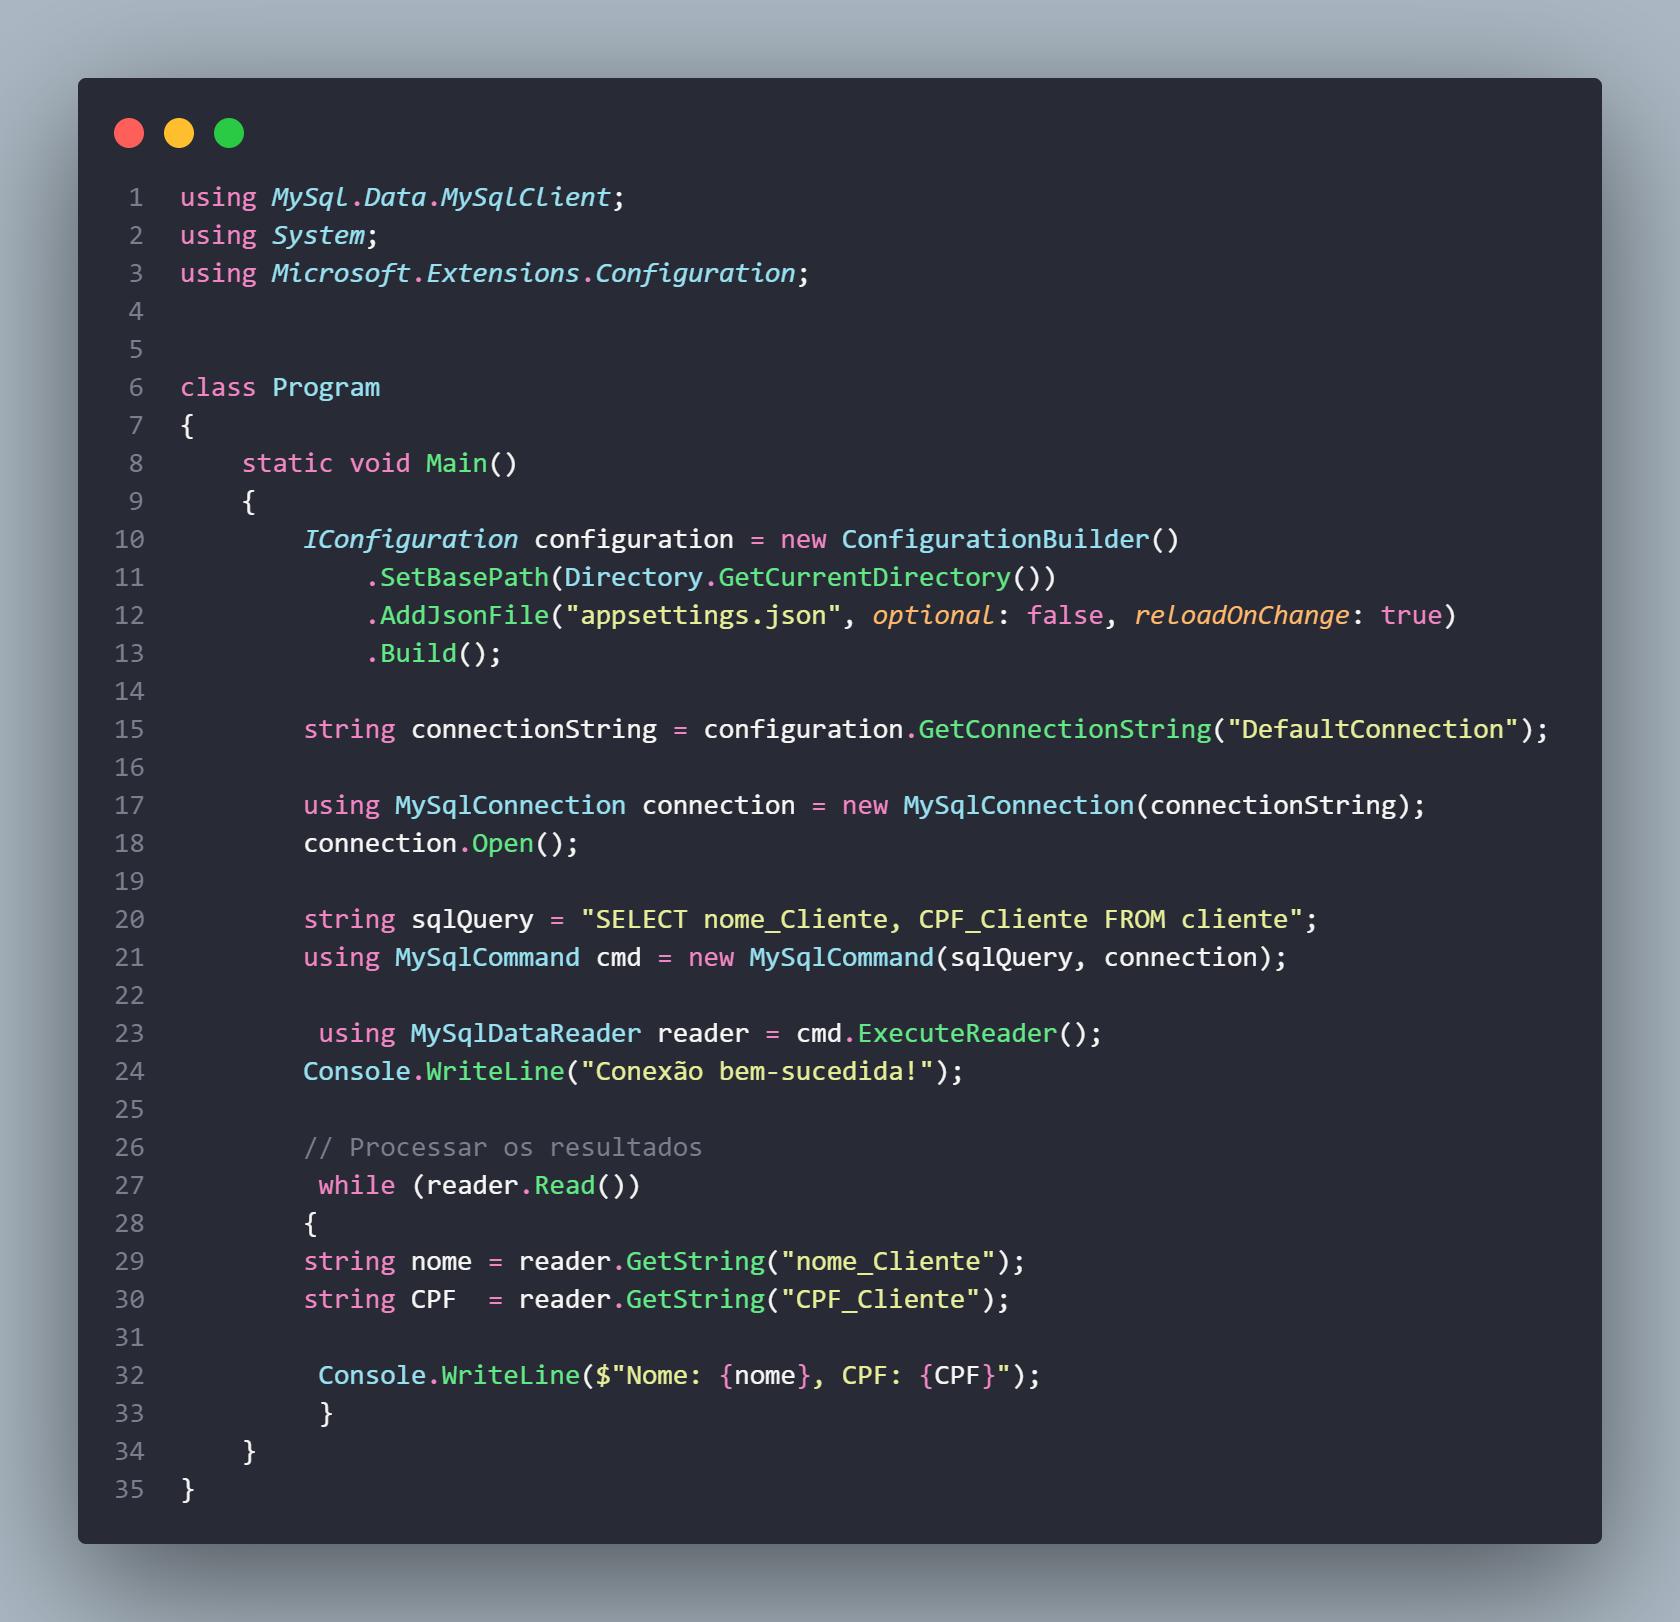 1 using MySql.Data.MySqlClient;
2 using System;
3 using Microsoft.Extensions.Configuration;
4
5
6 class Program
7 {
8     static void Main()
9     {
10         IConfiguration configuration = new ConfigurationBuilder()
11             .SetBasePath(Directory.GetCurrentDirectory())
12             .AddJsonFile("appsettings.json", optional: false, reloadOnChange: true)
13             .Build();
14
15         string connectionString = configuration.GetConnectionString("DefaultConnection");
16
17         using MySqlConnection connection = new MySqlConnection(connectionString);
18         connection.Open();
19
20         string sqlQuery = "SELECT nome_Cliente, CPF_Cliente FROM cliente";
21         using MySqlCommand cmd = new MySqlCommand(sqlQuery, connection);
22
23          using MySqlDataReader reader = cmd.ExecuteReader();
24         Console.WriteLine("Conexão bem-sucedida!");
25
26         // Processar os resultados
27          while (reader.Read())
28         {
29         string nome = reader.GetString("nome_Cliente");
30         string CPF  = reader.GetString("CPF_Cliente");
31
32          Console.WriteLine($"Nome: {nome}, CPF: {CPF}");
33          }
34     }
35 }